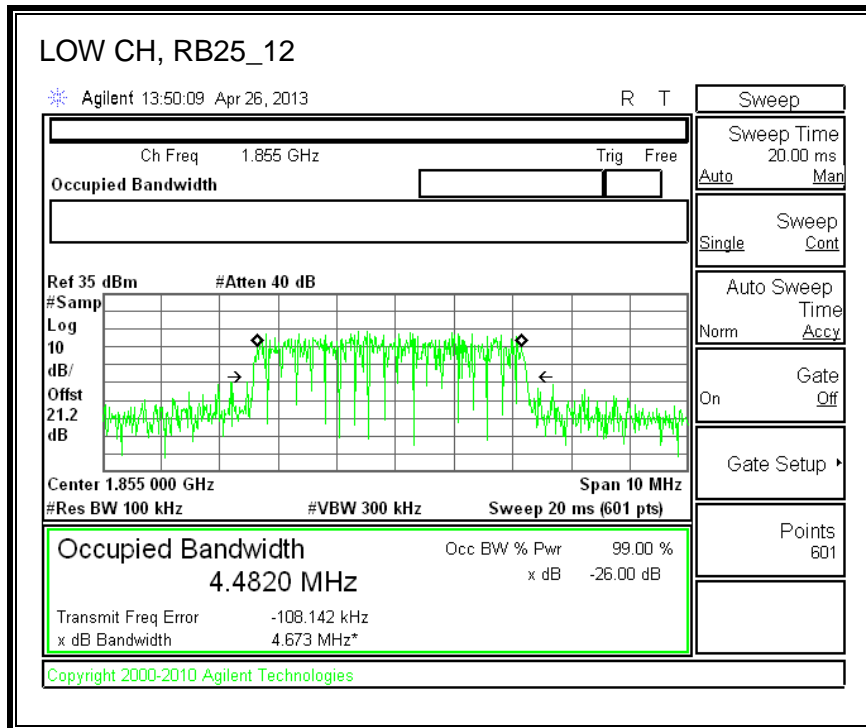 LOW CH, RB25_12
Agilent 13:50:09 Apr 26, 2013 R T
Ch Freq 1.855 GHz Trig Free
Occupied Bandwidth
Ref 35 dBm #Atten 40 dB
#Samp
Log
10
dB/
Offst
21.2
dB
Center 1.855 000 GHz Span 10 MHz
#Res BW 100 kHz #VBW 300 kHz Sweep 20 ms (601 pts)
Occupied Bandwidth
4.4820 MHz
Occ BW % Pwr 99.00 %
x dB -26.00 dB
Transmit Freq Error -108.142 kHz
x dB Bandwidth 4.673 MHz*
Copyright 2000-2010 Agilent Technologies
Sweep
Sweep Time
20.00 ms
Auto Man
Sweep
Single Cont
Auto Sweep
Time
Norm Accy
Gate
On Off
Gate Setup
Points
601